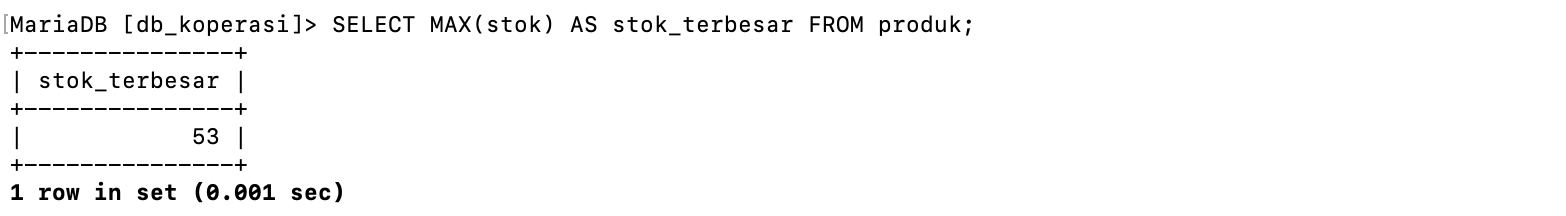 [MariaDB [db_koperasi]> SELECT MAX(stok) AS stok_terbesar FROM produk;
+---------------+
| stok_terbesar |
+---------------+
|            53 |
+---------------+
1 row in set (0.001 sec)